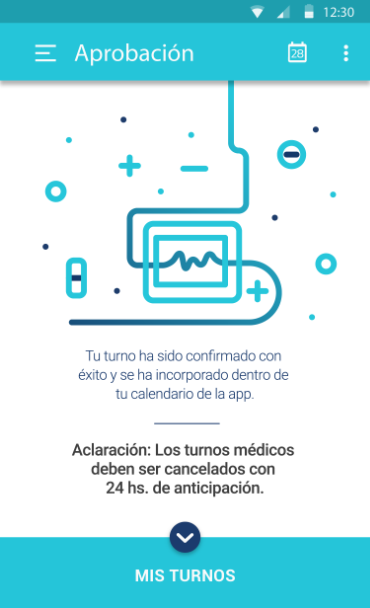 12:30
Aprobación
28
Tu turno ha sido confirmado con
éxito y se ha incorporado dentro de
tu calendario de la app.
Aclaración: Los turnos médicos
deben ser cancelados con
24 hs. de anticipación.
MIS TURNOS